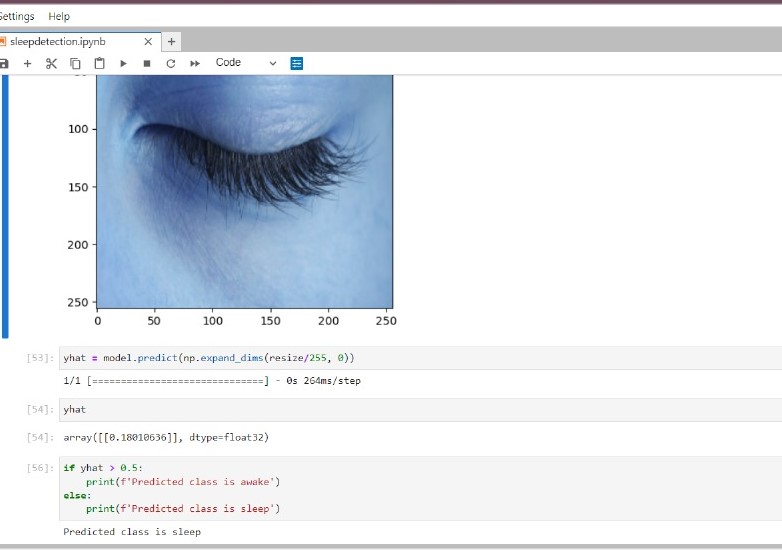 Settings Help
sleepdetection.ipynb
Code
100
150
200
250
0 50 100 150 200 250
[53]: yhat = model.predict(np.expand_dims(resize/255, 0))
1/1 [==============================] - 0s 264ms/step
[54]: yhat
[54]: array([[0.18010636]], dtype=float32)
[56]: if yhat > 0.5:
print(f'Predicted class is awake')
else:
print(f'Predicted class is sleep')
Predicted class is sleep